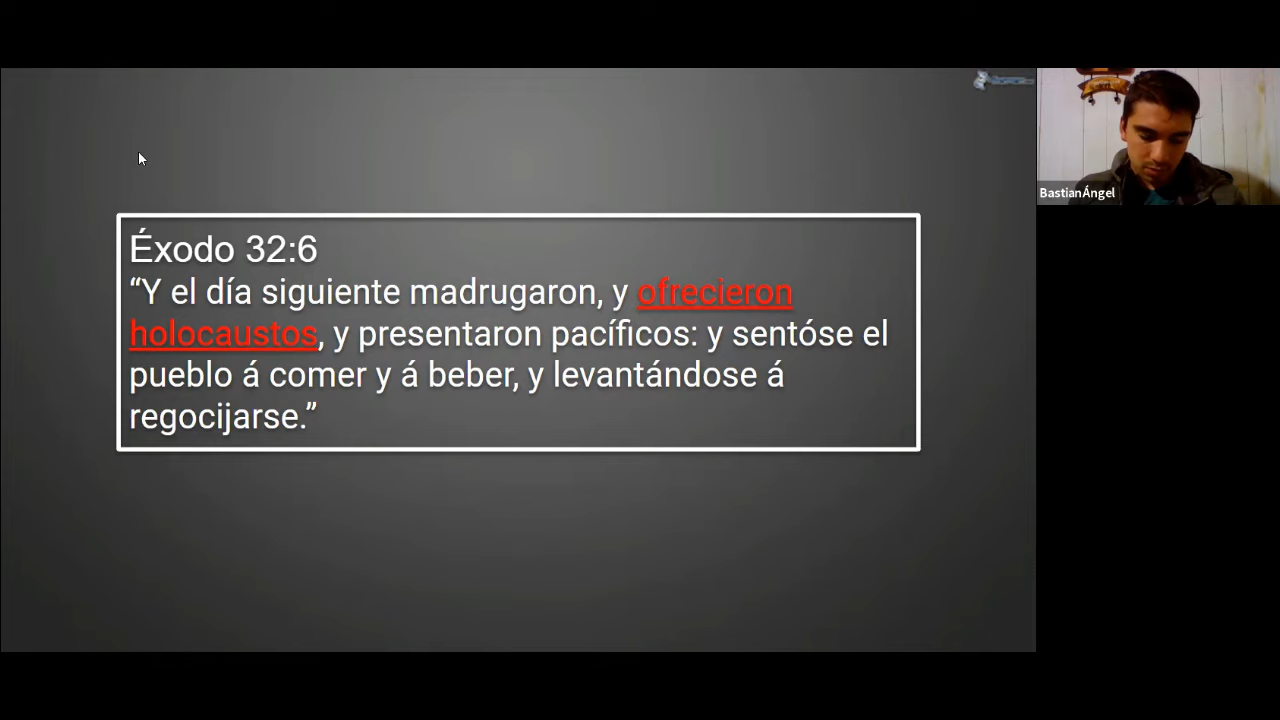 Éxodo 32:6
“Y el día siguiente madrugaron, y ofrecieron
holocaustos, y presentaron pacíficos: y sentóse el
pueblo á comer y á beber, y levantándose á
regocijarse.”
BastianÁngel